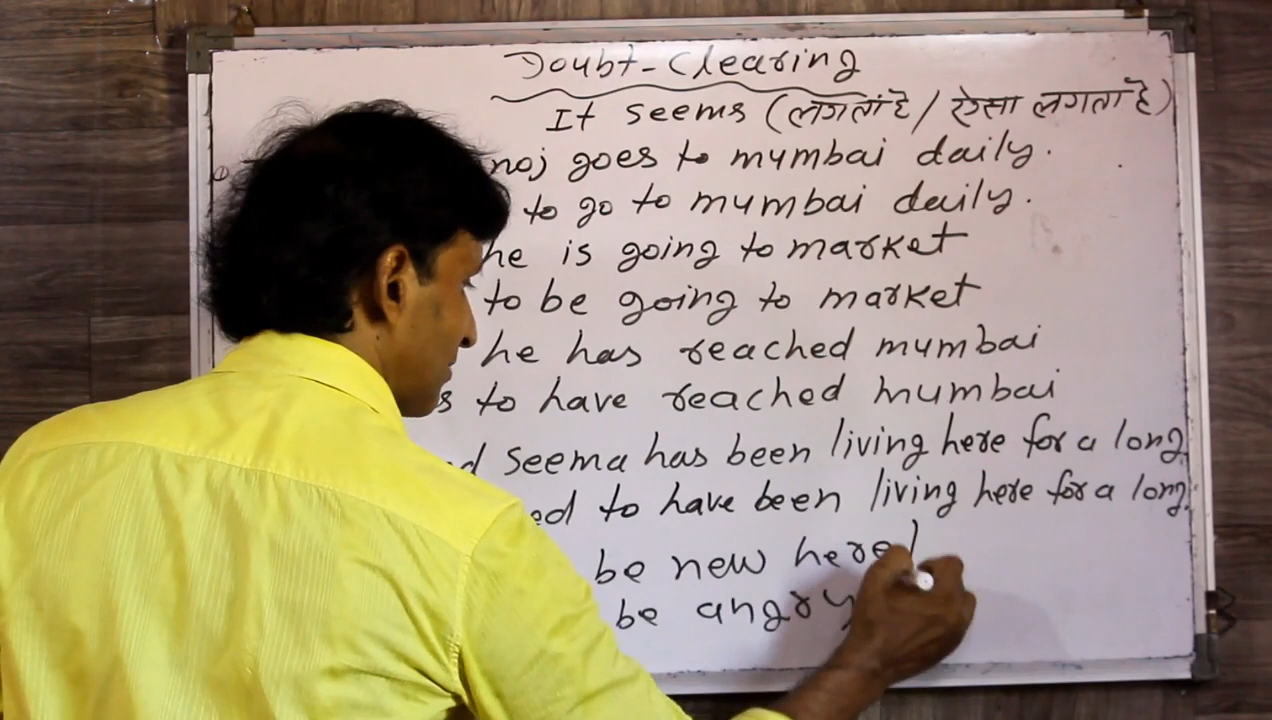 Doubt-Clearing
It seems (लगता है / ऐसा लगता है)
noj goes to mumbai daily.
to go to mumbai daily.
he is going to market
to be going to market
he has reached mumbai
s to have reached mumbai
ed seema has been living here for a long
ed to have been living here for a long.
be new here
be angry